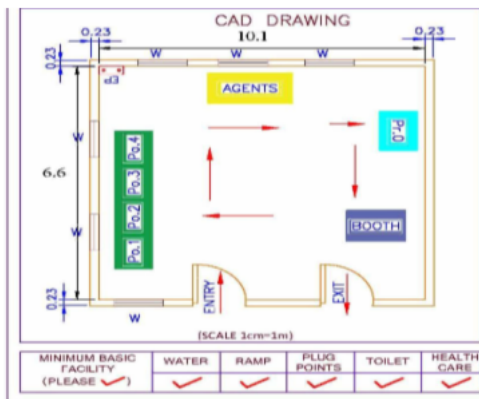 CAD DRAWING
0.23 10.1 0.23
0.23
W W W
AGENTS
Pr.O
W
Po.4
Po.3
6.6
Po.2
W
Po.1
BOOTH
0.23
ENTRY
EXIT
W
(SCALE 1cm=1m)
MINIMUM BASIC FACILITY (PLEASE ✓)
WATER
RAMP
PLUG POINTS
TOILET
HEALTH CARE
✓ ✓ ✓ ✓ ✓